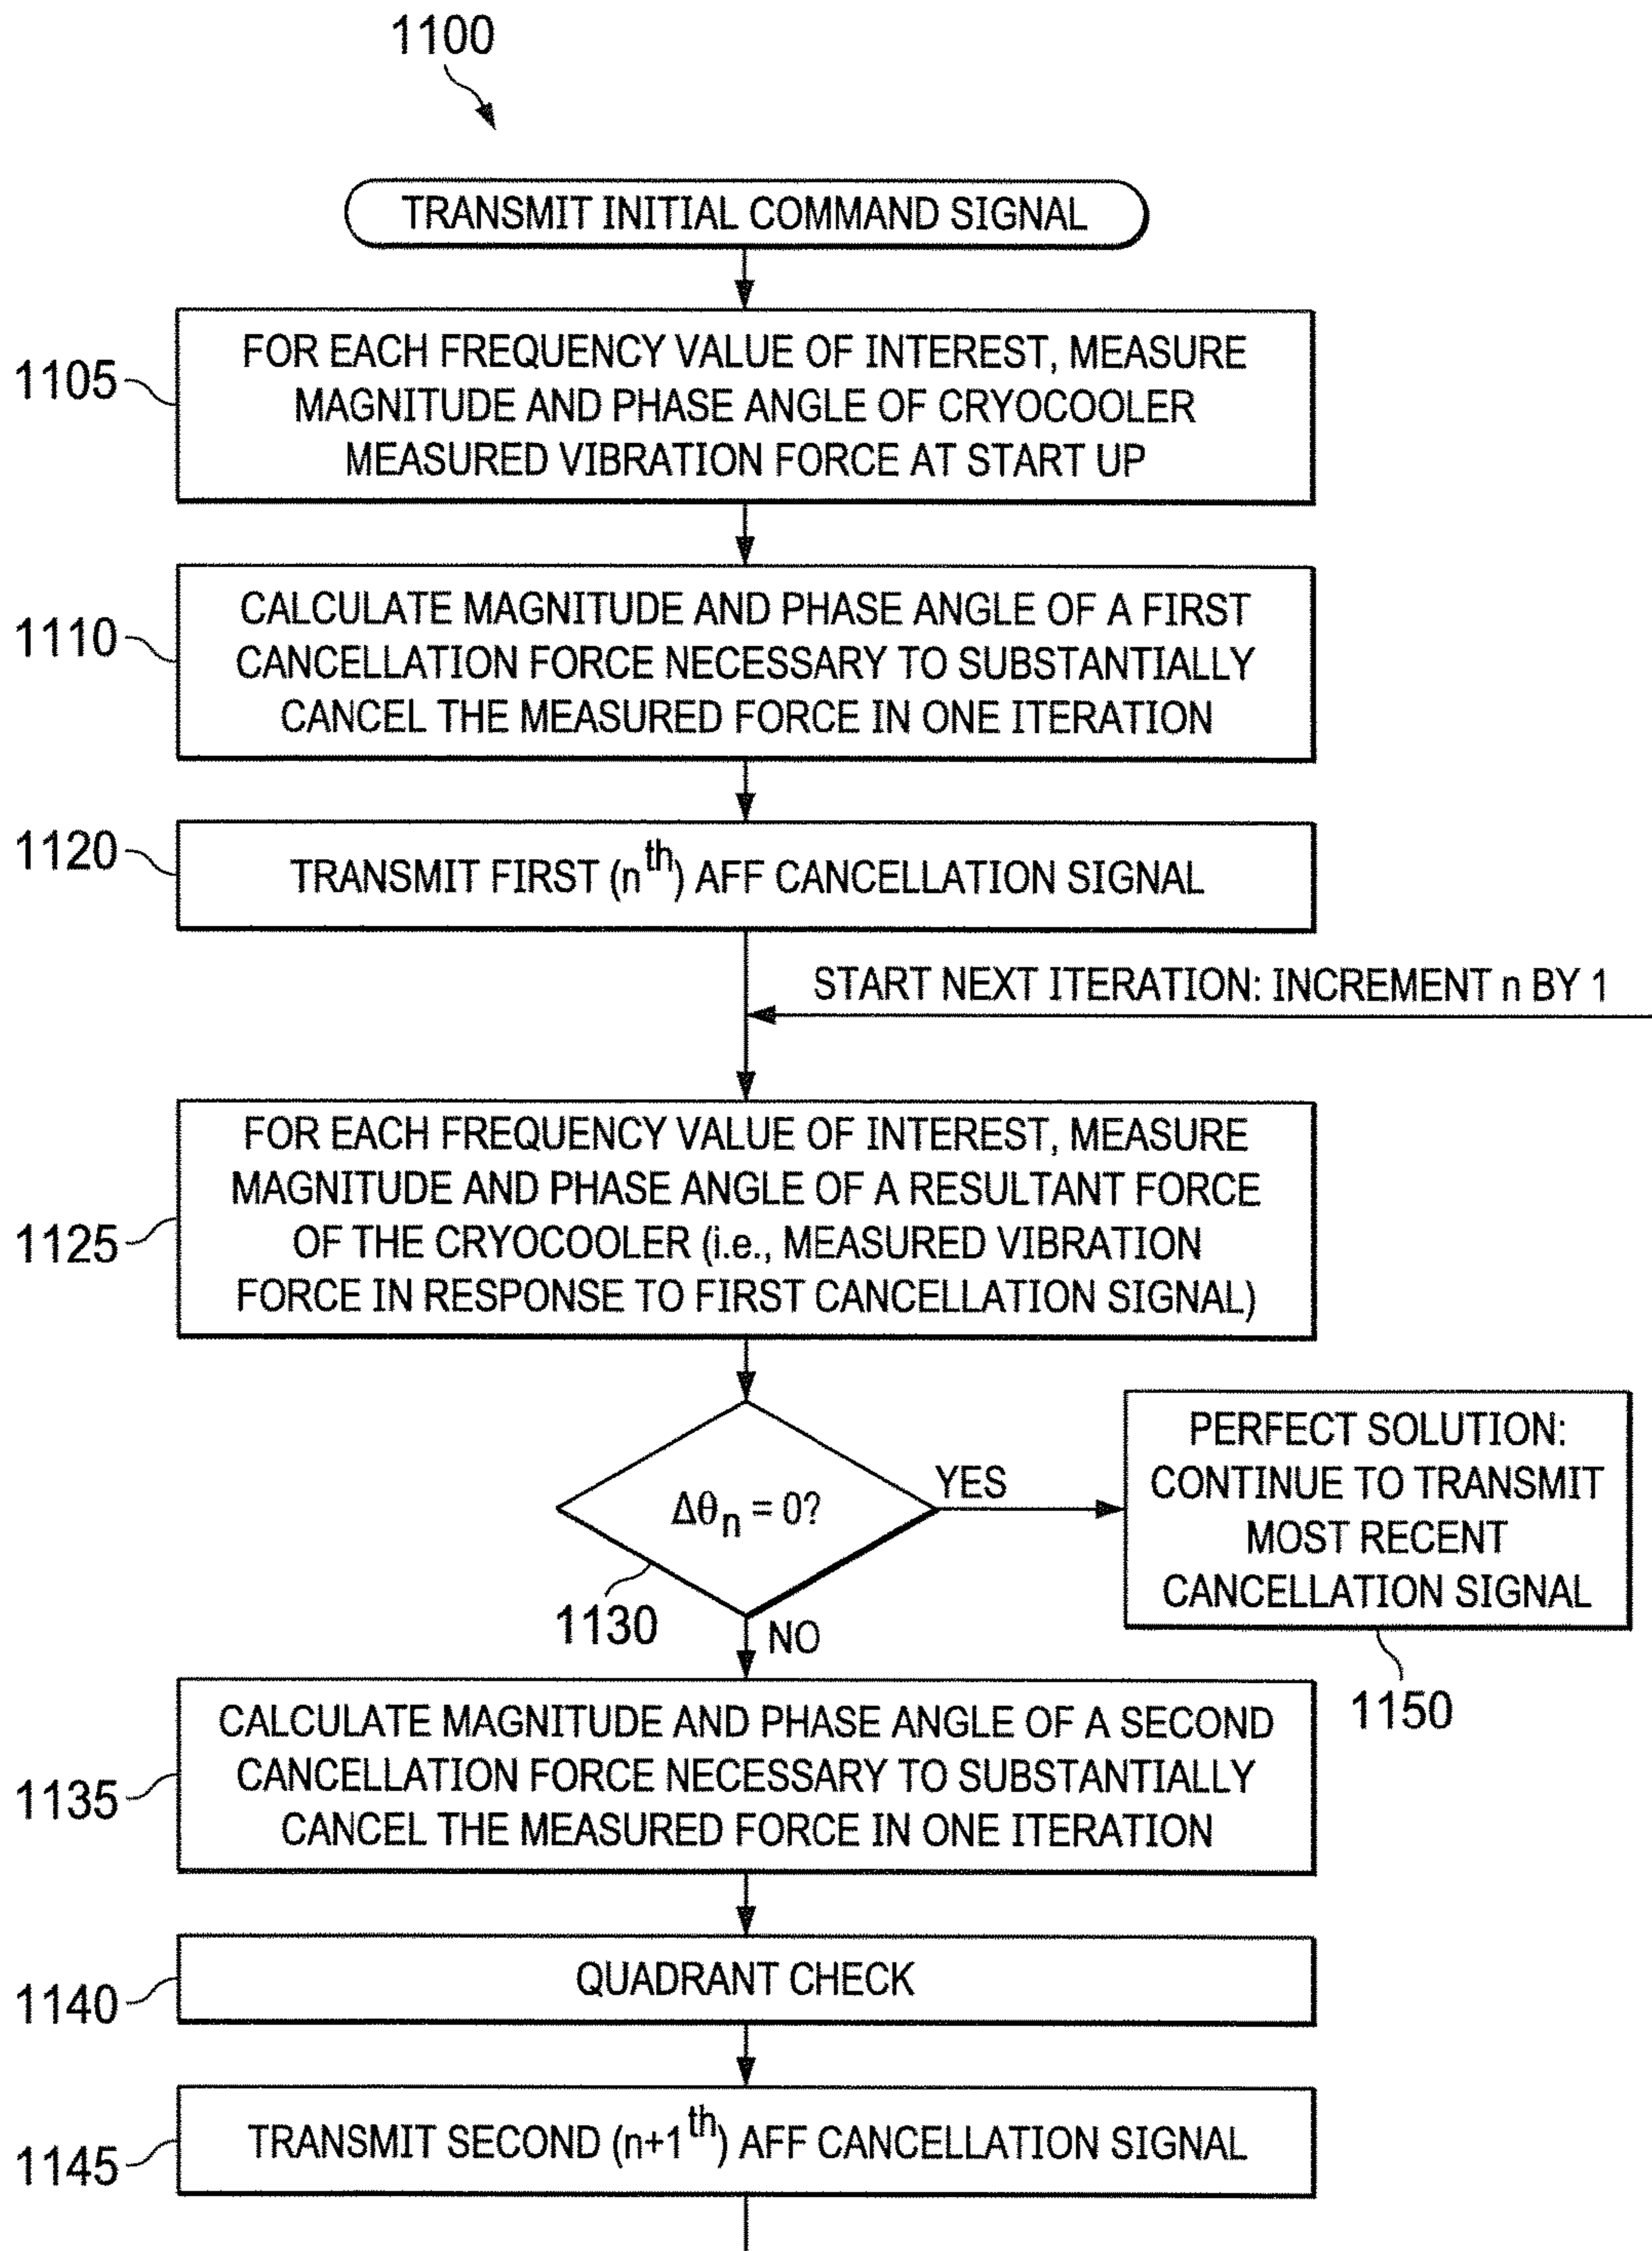 1100
TRANSMIT INITIAL COMMAND SIGNAL
1105
FOR EACH FREQUENCY VALUE OF INTEREST, MEASURE
MAGNITUDE AND PHASE ANGLE OF CRYOCOOLER
MEASURED VIBRATION FORCE AT START UP
1110
CALCULATE MAGNITUDE AND PHASE ANGLE OF A FIRST
CANCELLATION FORCE NECESSARY TO SUBSTANTIALLY
CANCEL THE MEASURED FORCE IN ONE ITERATION
1120
TRANSMIT FIRST (nth) AFF CANCELLATION SIGNAL
START NEXT ITERATION: INCREMENT n BY 1
1125
FOR EACH FREQUENCY VALUE OF INTEREST, MEASURE
MAGNITUDE AND PHASE ANGLE OF A RESULTANT FORCE
OF THE CRYOCOOLER (i.e., MEASURED VIBRATION
FORCE IN RESPONSE TO FIRST CANCELLATION SIGNAL)
Δθn = 0?
YES
PERFECT SOLUTION:
CONTINUE TO TRANSMIT
MOST RECENT
CANCELLATION SIGNAL
1130
NO
1150
1135
CALCULATE MAGNITUDE AND PHASE ANGLE OF A SECOND
CANCELLATION FORCE NECESSARY TO SUBSTANTIALLY
CANCEL THE MEASURED FORCE IN ONE ITERATION
1140
QUADRANT CHECK
1145
TRANSMIT SECOND (n+1th) AFF CANCELLATION SIGNAL